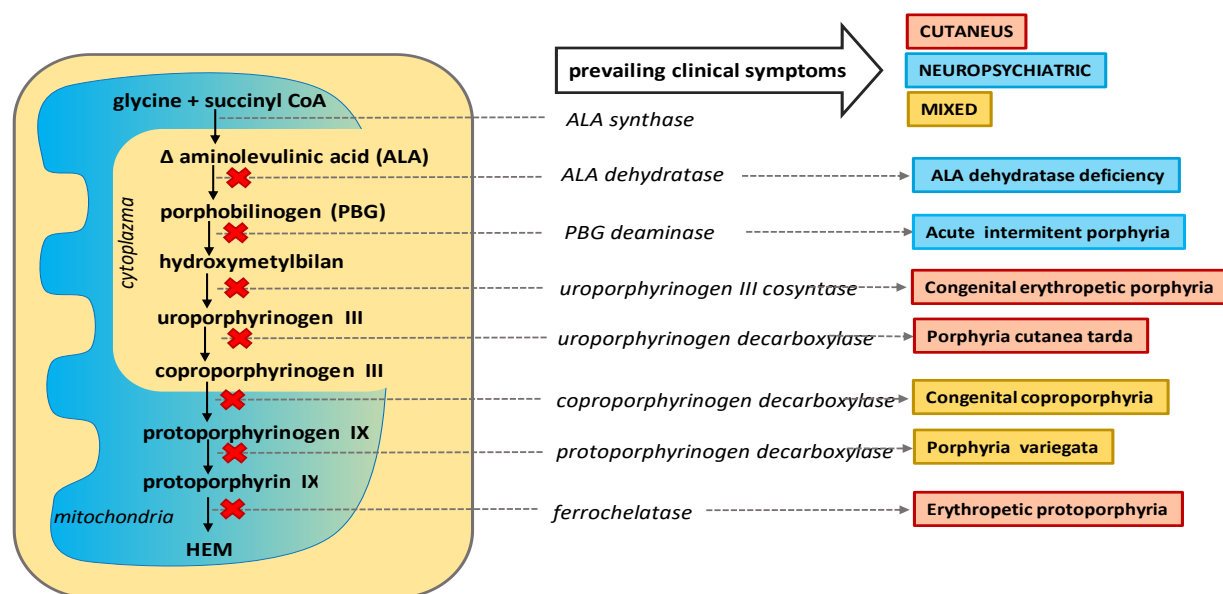 prevailing clinical symptoms
CUTANEUS
NEUROPSYCHIATRIC
MIXED
glycine + succinyl CoA
ALA synthase
Δ aminolevulinic acid (ALA)
ALA dehydratase
ALA dehydratase deficiency
cytoplazma
porphobilinogen (PBG)
PBG deaminase
Acute intermitent porphyria
hydroxymetylbilan
uroporphyrinogen III cosyntase
Congenital erythropetic porphyria
uroporphyrinogen III
uroporphyrinogen decarboxylase
Porphyria cutanea tarda
coproporphyrinogen III
coproporphyrinogen decarboxylase
Congenital coproporphyria
protoporphyrinogen IX
protoporphyrinogen decarboxylase
Porphyria variegata
protoporphyrin IX
mitochondria
ferrochelatase
Erythropetic protoporphyria
HEM